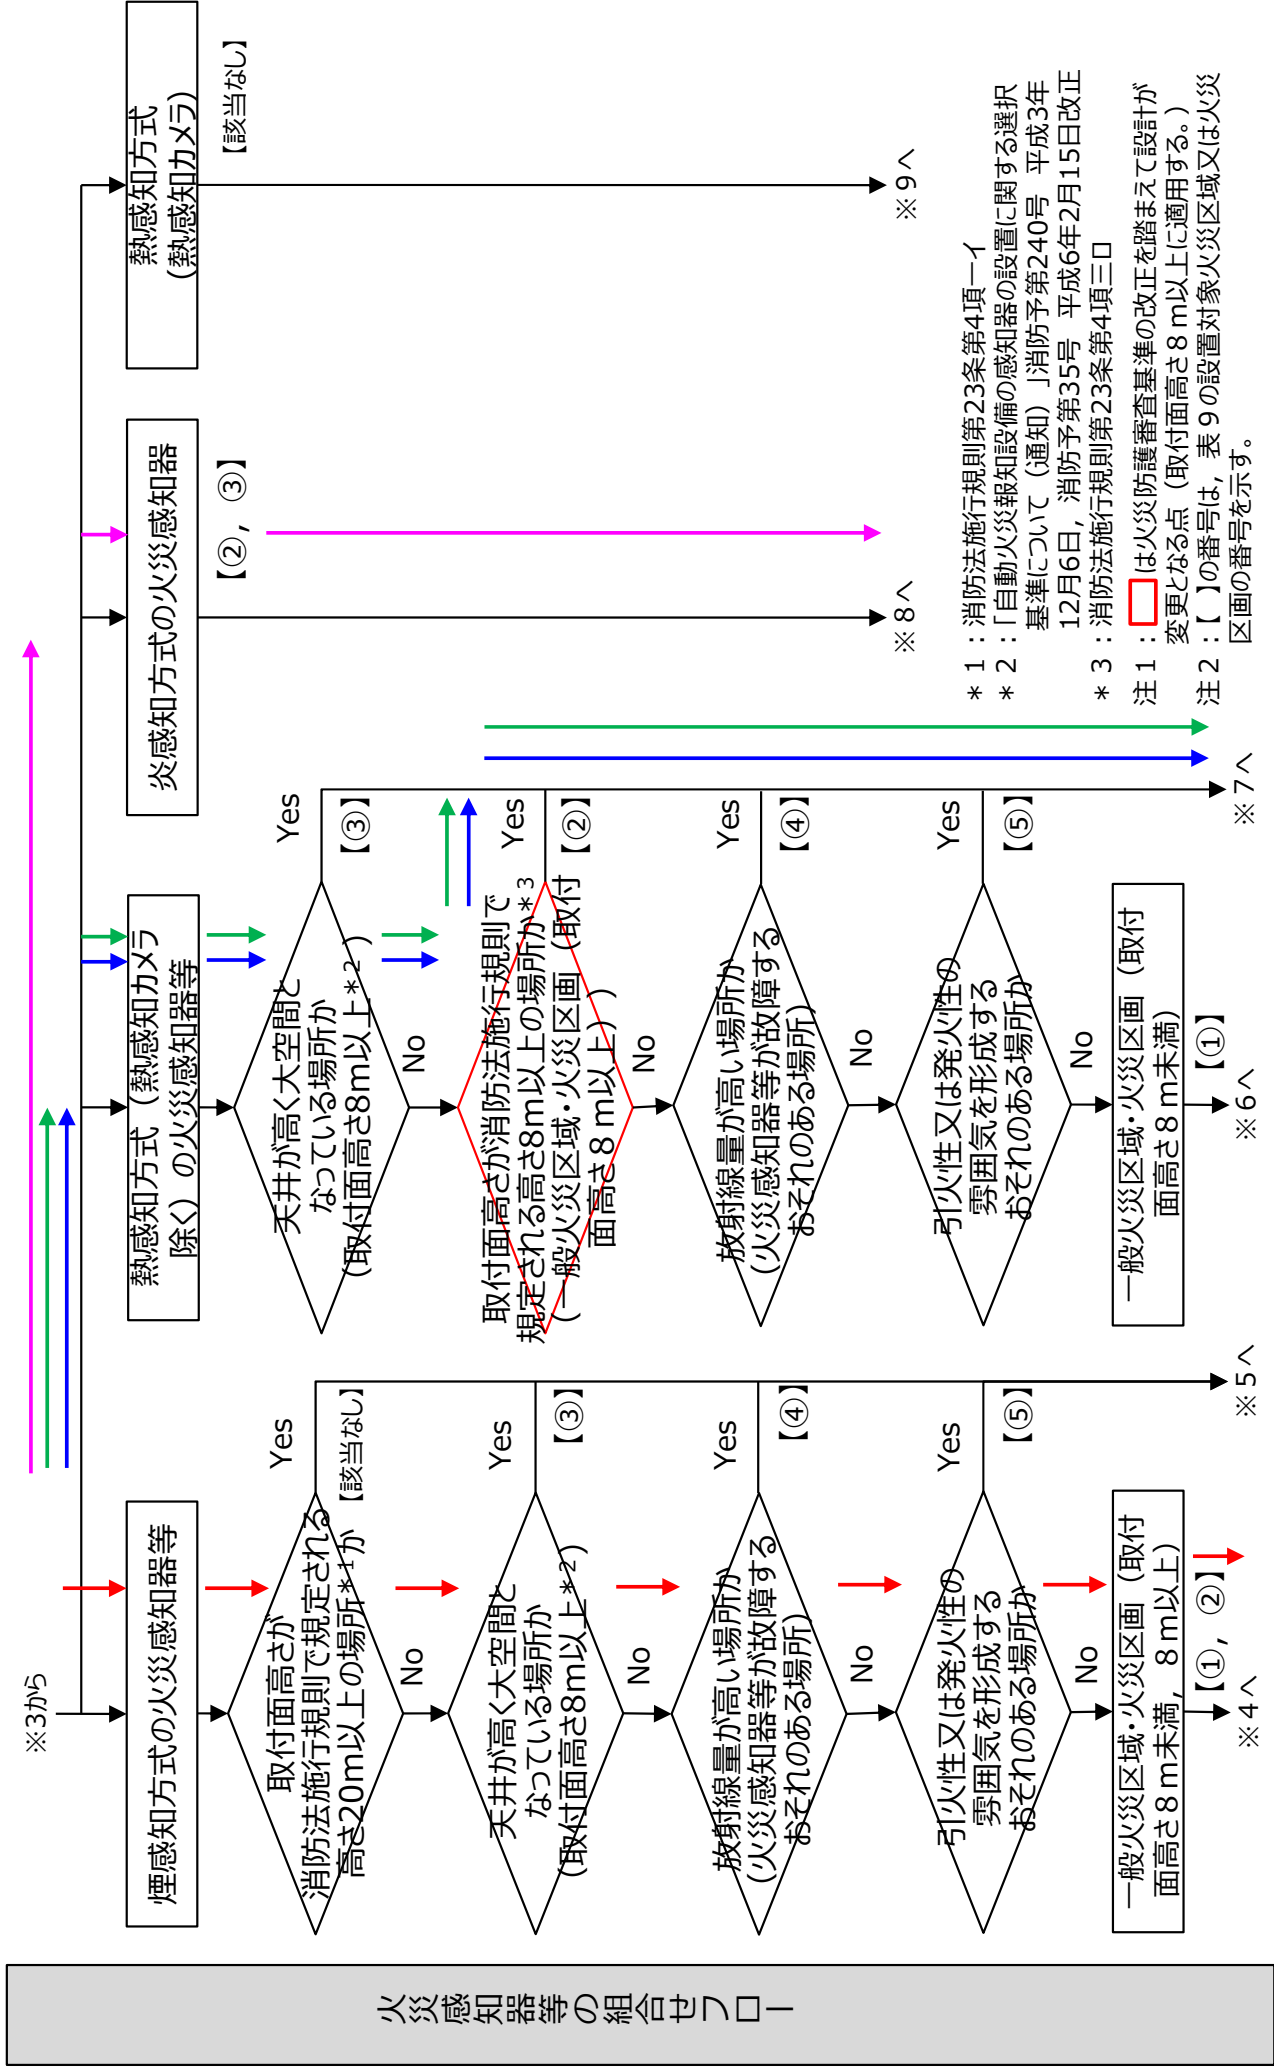 火災感知器等の組合せフロー
※3から
煙感知方式の火災感知器等
取付面高さが
消防法施行規則で規定される
高さ20m以上の場所*1か
Yes
【該当なし】
No
天井が高く大空間と
なっている場所か
(取付面高さ8m以上*2)
Yes
【③】
No
放射線量が高い場所か
(火災感知器等が故障する
おそれのある場所)
Yes
【④】
No
引火性又は発火性の
雰囲気を形成する
おそれのある場所か
Yes
【⑤】
No
一般火災区域・火災区画（取付
面高さ８ｍ未満，８ｍ以上）
【①，②】
※４へ
※５へ
熱感知方式（熱感知カメラ
除く）の火災感知器等
天井が高く大空間と
なっている場所か
(取付面高さ8m以上*2)
Yes
【③】
No
取付面高さが消防法施行規則で
規定される高さ8m以上の場所か*3
(一般火災区域・火災区画（取付
面高さ８ｍ以上）)
Yes
【②】
No
放射線量が高い場所か
(火災感知器等が故障する
おそれのある場所)
Yes
【④】
No
引火性又は発火性の
雰囲気を形成する
おそれのある場所か
Yes
【⑤】
No
一般火災区域・火災区画（取付
面高さ８ｍ未満）
【①】
※６へ
※７へ
炎感知方式の火災感知器
【②，③】
※８へ
熱感知方式
(熱感知カメラ)
【該当なし】
※９へ
＊１：消防法施行規則第23条第4項一イ
＊２：「自動火災報知設備の感知器の設置に関する選択
基準について（通知）」消防予第240号 平成3年
12月6日，消防予第35号 平成6年2月15日改正
＊３：消防法施行規則第23条第4項三ロ
注１：は火災防護審査基準の改正を踏まえて設計が
変更となる点（取付面高さ８ｍ以上に適用する。）
注２：【 】の番号は，表９の設置対象火災区域又は火災
区画の番号を示す。